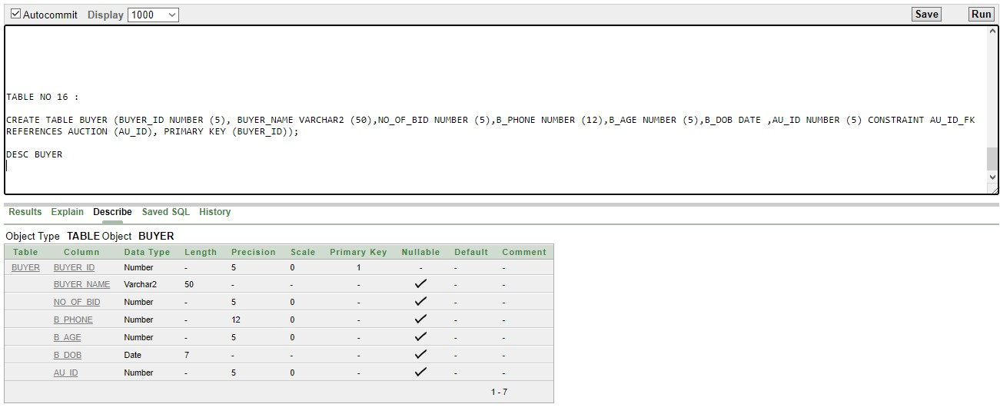 Autocommit Display 1000 Save Run
TABLE NO 16 :
CREATE TABLE BUYER (BUYER_ID NUMBER (5), BUYER_NAME VARCHAR2 (50),NO_OF_BID NUMBER (5),B_PHONE NUMBER (12),B_AGE NUMBER (5),B_DOB DATE ,AU_ID NUMBER (5) CONSTRAINT AU_ID_FK
REFERENCES AUCTION (AU_ID), PRIMARY KEY (BUYER_ID));
DESC BUYER
Results Explain Describe Saved SQL History
Object Type TABLE Object BUYER
Table Column Data Type Length Precision Scale Primary Key Nullable Default Comment
BUYER BUYER_ID Number - 5 0 1 - - -
BUYER_NAME Varchar2 50 - - - ✓ - -
NO_OF_BID Number - 5 0 - ✓ - -
B_PHONE Number - 12 0 - ✓ - -
B_AGE Number - 5 0 - ✓ - -
B_DOB Date 7 - - - ✓ - -
AU_ID Number - 5 0 - ✓ - -
1 - 7